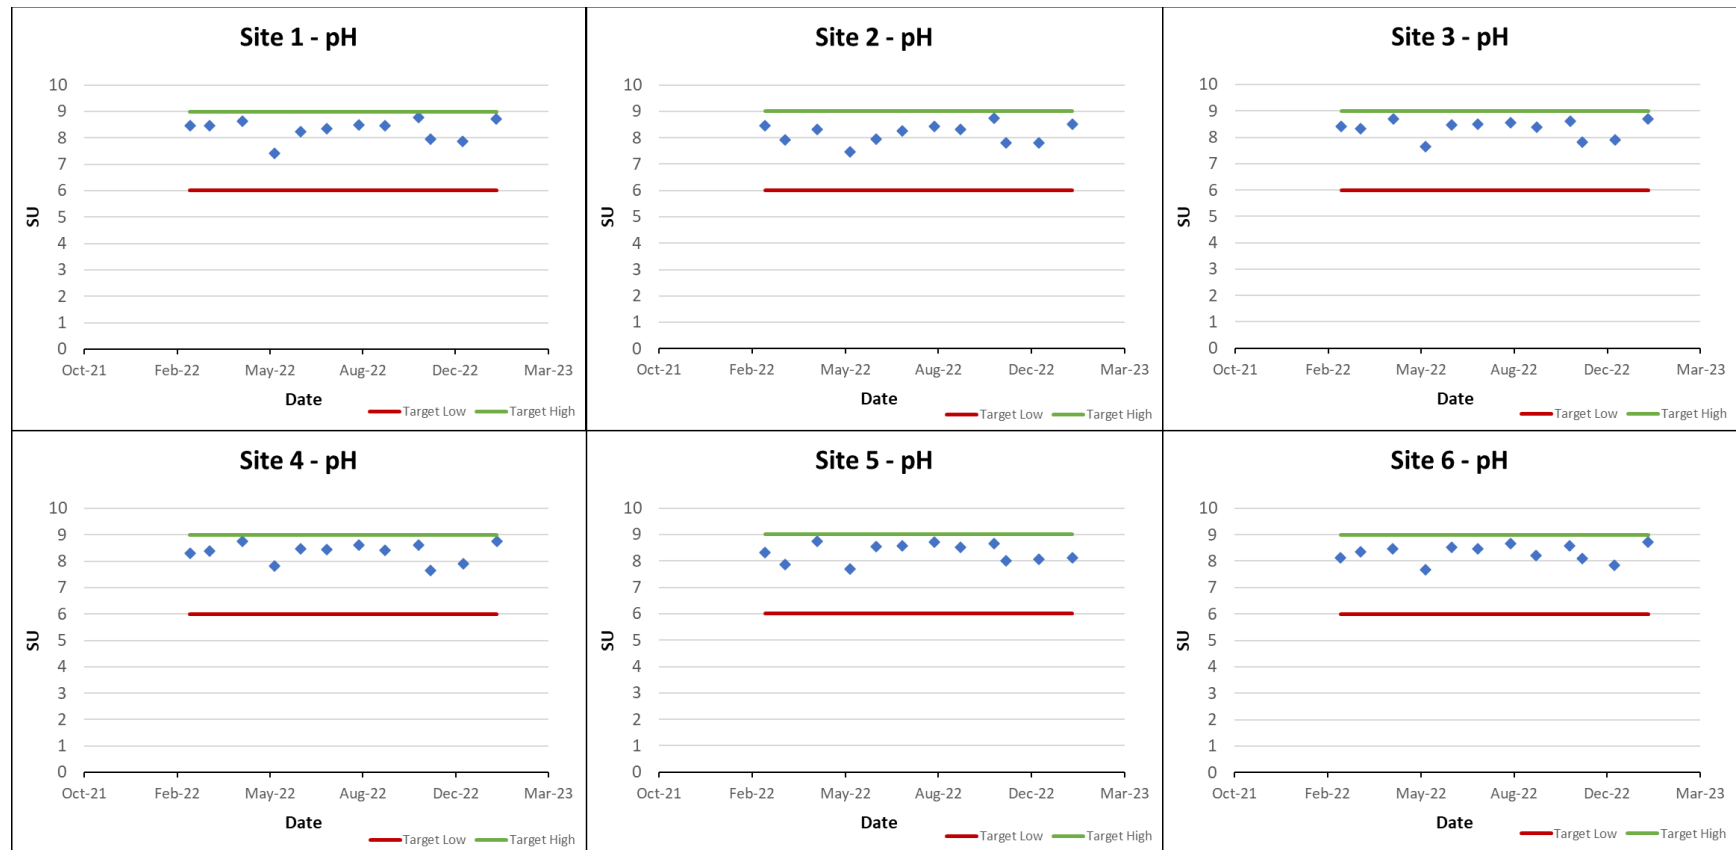 Site 1 - pH
10
9
8
7
6
5
4
3
2
1
0
SU
Oct-21 Feb-22 May-22 Aug-22 Dec-22 Mar-23
Date
Target Low Target High
Site 2 - pH
10
9
8
7
6
5
4
3
2
1
0
SU
Oct-21 Feb-22 May-22 Aug-22 Dec-22 Mar-23
Date
Target Low Target High
Site 3 - pH
10
9
8
7
6
5
4
3
2
1
0
SU
Oct-21 Feb-22 May-22 Aug-22 Dec-22 Mar-23
Date
Target Low Target High
Site 4 - pH
10
9
8
7
6
5
4
3
2
1
0
SU
Oct-21 Feb-22 May-22 Aug-22 Dec-22 Mar-23
Date
Target Low Target High
Site 5 - pH
10
9
8
7
6
5
4
3
2
1
0
SU
Oct-21 Feb-22 May-22 Aug-22 Dec-22 Mar-23
Date
Target Low Target High
Site 6 - pH
10
9
8
7
6
5
4
3
2
1
0
SU
Oct-21 Feb-22 May-22 Aug-22 Dec-22 Mar-23
Date
Target Low Target High